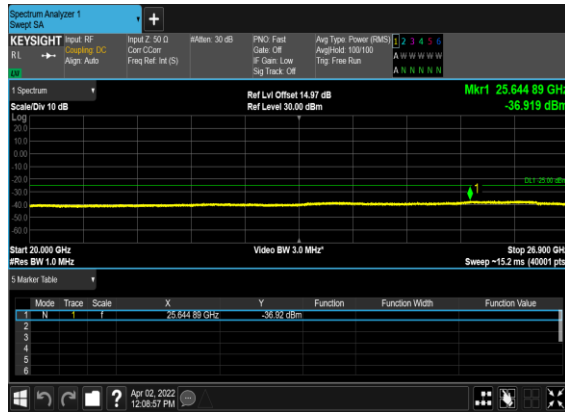 Spectrum Analyzer 1
Swept SA
+
KEYSIGHT Input: RF Input Z: 50 Ω #Atten: 30 dB PNO: Fast Avg Type: Power (RMS) 1 2 3 4 5 6
RL Coupling: DC Corr CCorr Gate: Off Avg|Hold: 100/100 A W W W W W
Align: Auto Freq Ref: Int (S) IF Gain: Low Trig: Free Run
Sig Track: Off A N N N N N
1 Spectrum
Ref Lvl Offset 14.97 dB Mkr1 25.644 89 GHz
Scale/Div 10 dB Ref Level 30.00 dBm -36.919 dBm
Log
20.0
10.0
0.00
-10.0
-20.0
DL1 -25.00 dBm
1
-30.0
-40.0
-50.0
-60.0
Start 20.000 GHz Video BW 3.0 MHz* Stop 26.900 GHz
#Res BW 1.0 MHz Sweep ~15.2 ms (40001 pts)
5 Marker Table
Mode Trace Scale X Y Function Function Width Function Value
1 N 1 f 25.644 89 GHz -36.92 dBm
2
3
4
5
6
? Apr 02, 2022
12:08:57 PM